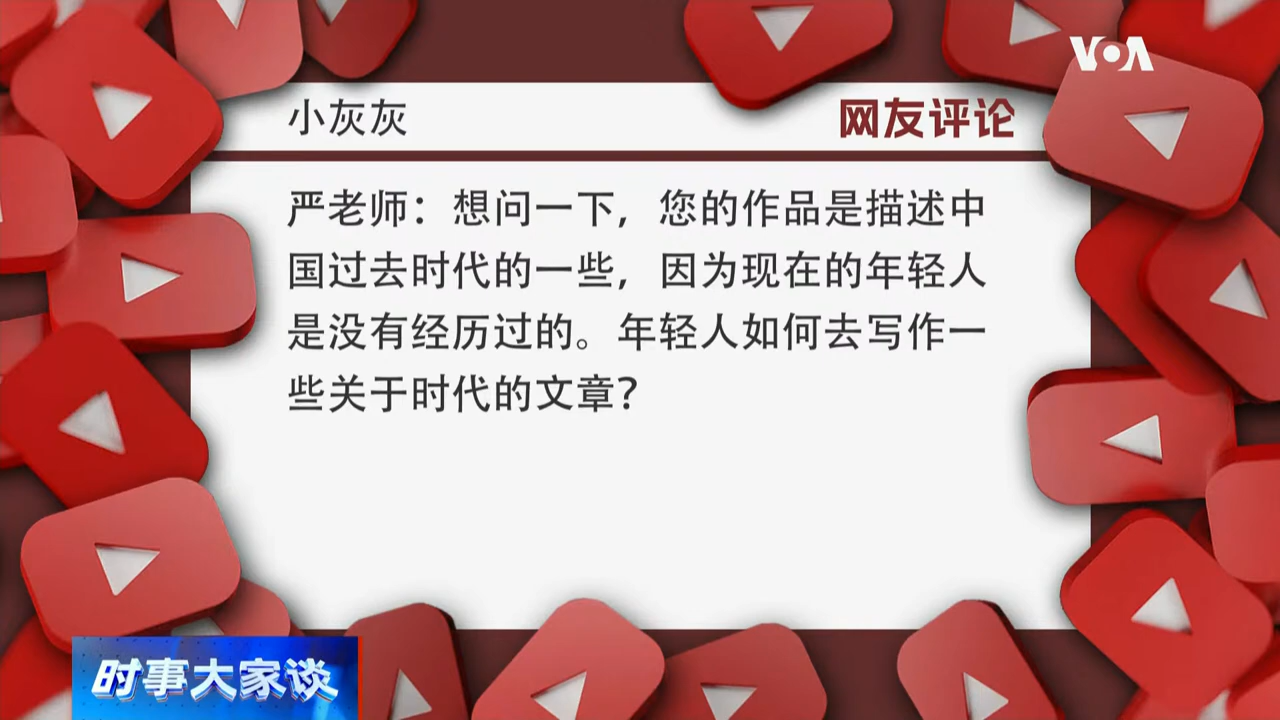 VOA
小灰灰
网友评论
严老师：想问一下，您的作品是描述中
国过去时代的一些，因为现在的年轻人
是没有经历过的。年轻人如何去写作一
些关于时代的文章？
时事大家谈